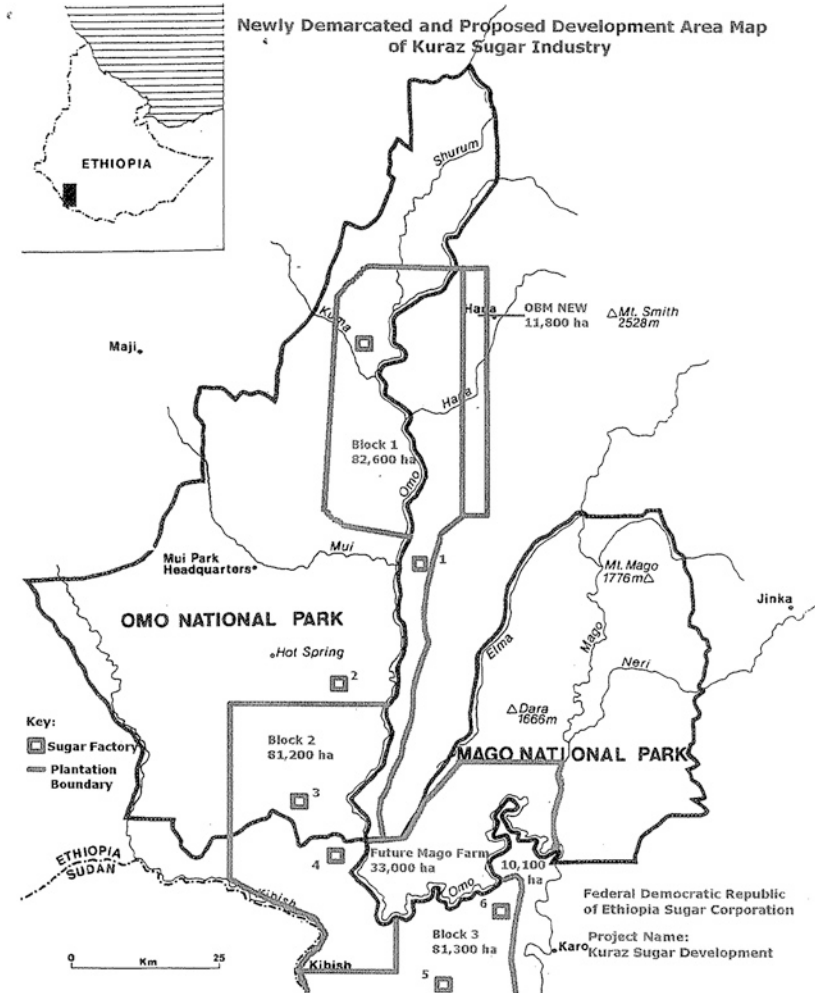 Newly Demarcated and Proposed Development Area Map
of Kuraz Sugar Industry
ETHIOPIA
Shurum
Kuma
Hana
OBM NEW
11,800 ha
Mt. Smith
2528m
Maji
Hana
Block 1
82,600 ha
Omo
Mui
Mui Park
Headquarters
1
Mt. Mago
1776m
Jinka
OMO NATIONAL PARK
Elma
Mago
Neri
Hot Spring
2
Dara
1666m
Key:
Sugar Factory
Plantation
Boundary
Block 2
81,200 ha
MAGO NATIONAL PARK
3
ETHIOPIA
SUDAN
4
Future Mago Farm
33,000 ha
10,100
ha
Kibish
Omo
6
Federal Democratic Republic
of Ethiopia Sugar Corporation
Block 3
81,300 ha
Karo
Project Name:
Kuraz Sugar Development
0 Km 25
Kibish
5